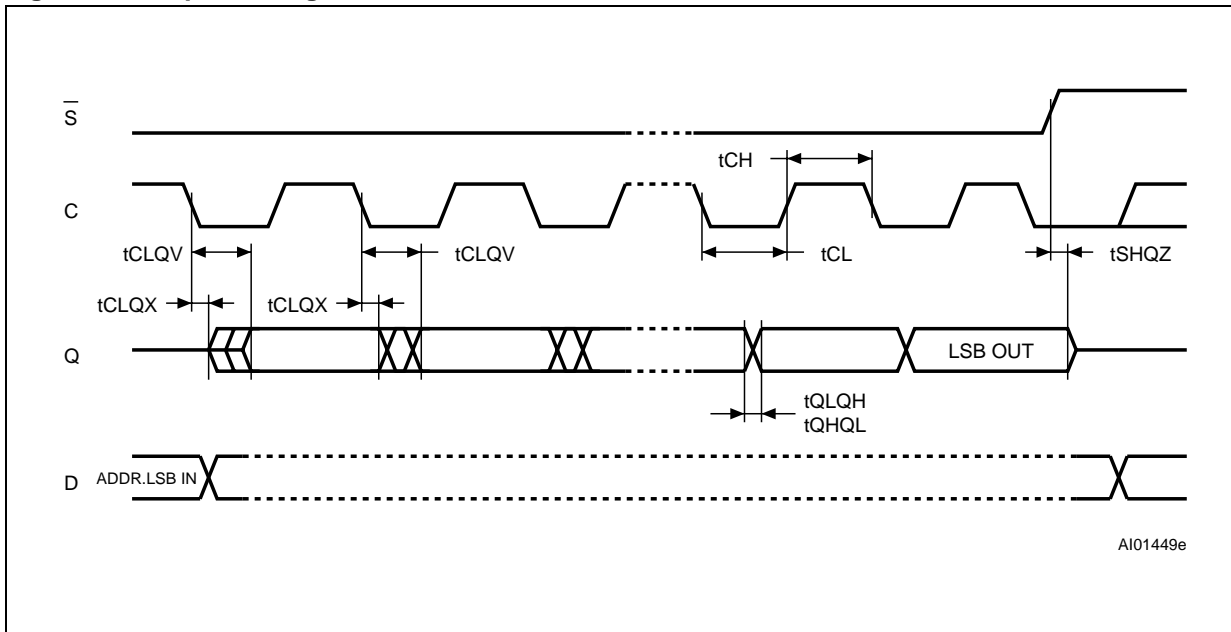 S
tCH
C
tCLQV
tCLQV
tCL
tSHQZ
tCLQX
tCLQX
Q
LSB OUT
tQLQH
tQHQL
D
ADDR.LSB IN
AI01449e